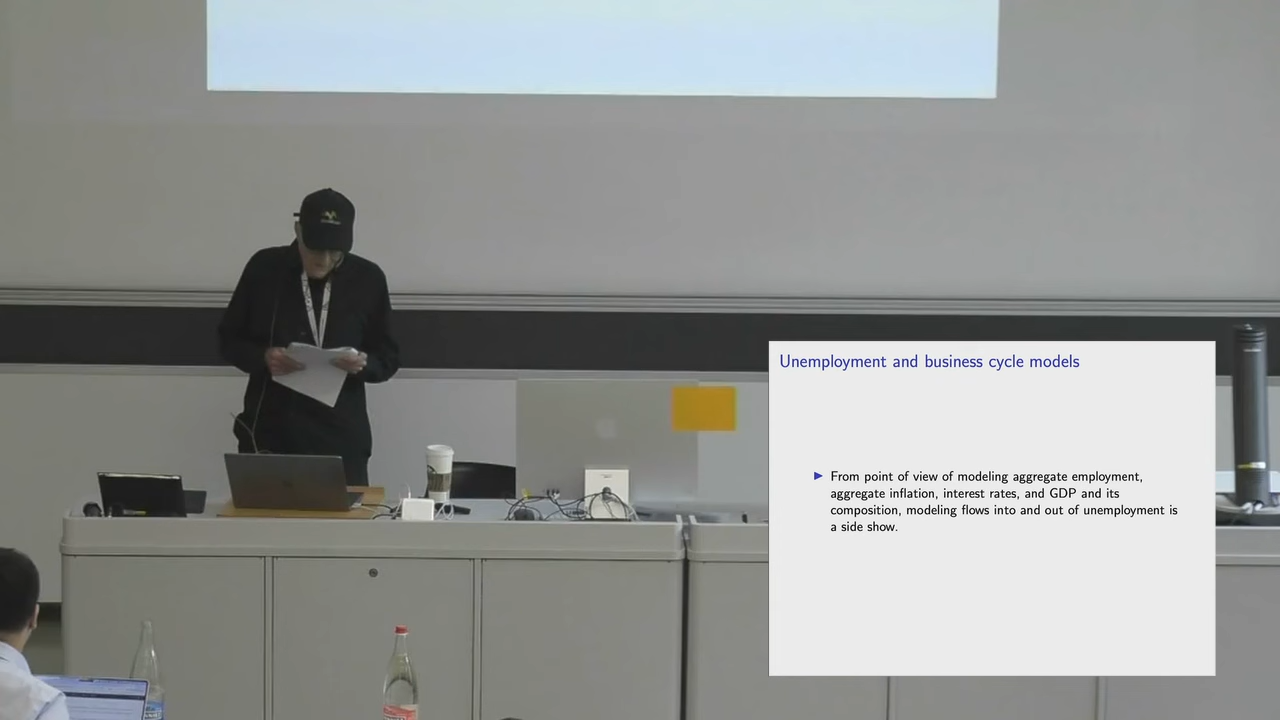 Unemployment and business cycle models
▶ From point of view of modeling aggregate employment,
aggregate inflation, interest rates, and GDP and its
composition, modeling flows into and out of unemployment is
a side show.